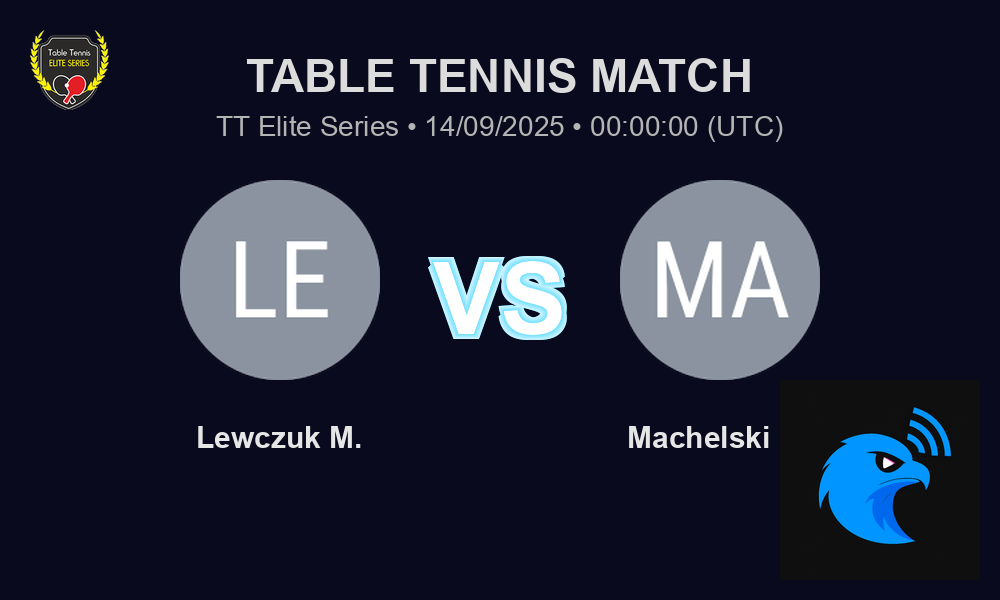 Table Tennis
ELITE SERIES
TABLE TENNIS MATCH
TT Elite Series • 14/09/2025 • 00:00:00 (UTC)
LE
VS
MA
Lewczuk M.
Machelski